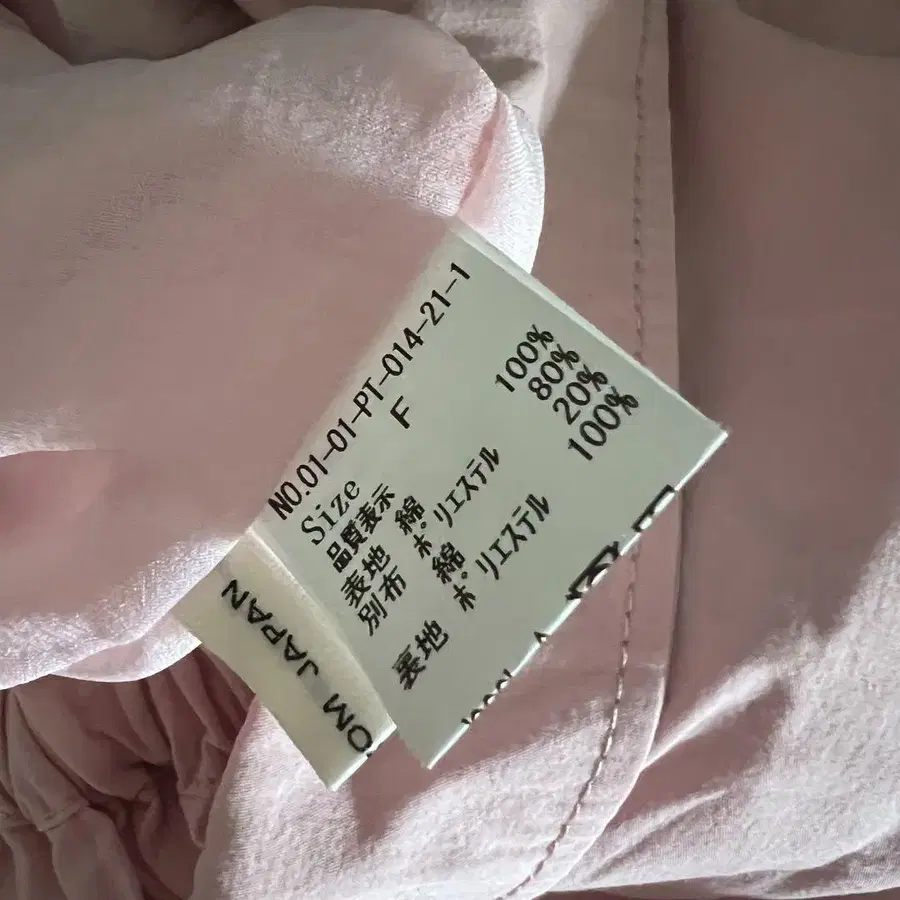 NO.01-01-PT-014-21-1
Size F
品質表示
表地 綿 100%
別布 ポリエステル 80%
綿 20%
裏地 ポリエステル 100%
OM JAPAN